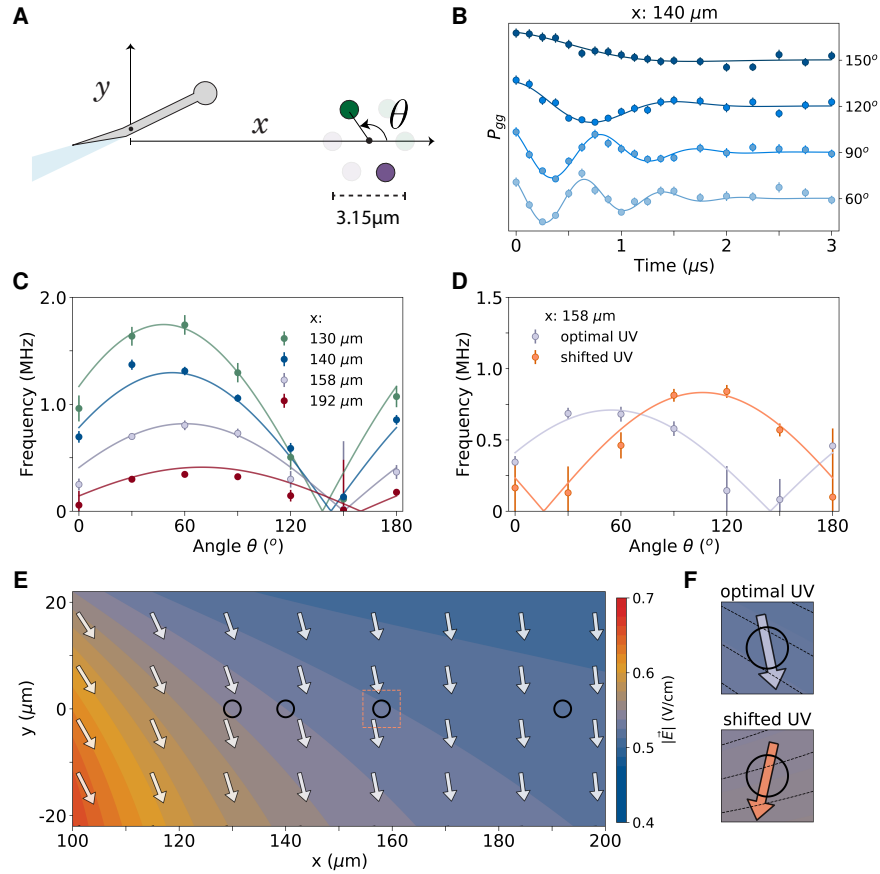 A
y
x
θ
3.15μm
B
x: 140 μm
P_gg
150°
120°
90°
60°
0
1
2
3
Time (μs)
C
2.0
1.0
0
Frequency (MHz)
x:
130 μm
140 μm
158 μm
192 μm
0
60
120
180
Angle θ (°)
D
1.5
1.0
0.5
0
Frequency (MHz)
x: 158 μm
optimal UV
shifted UV
0
60
120
180
Angle θ (°)
E
20
0
-20
y (μm)
100
120
140
160
180
200
x (μm)
0.7
0.6
0.5
0.4
|E⃗| (V/cm)
F
optimal UV
shifted UV